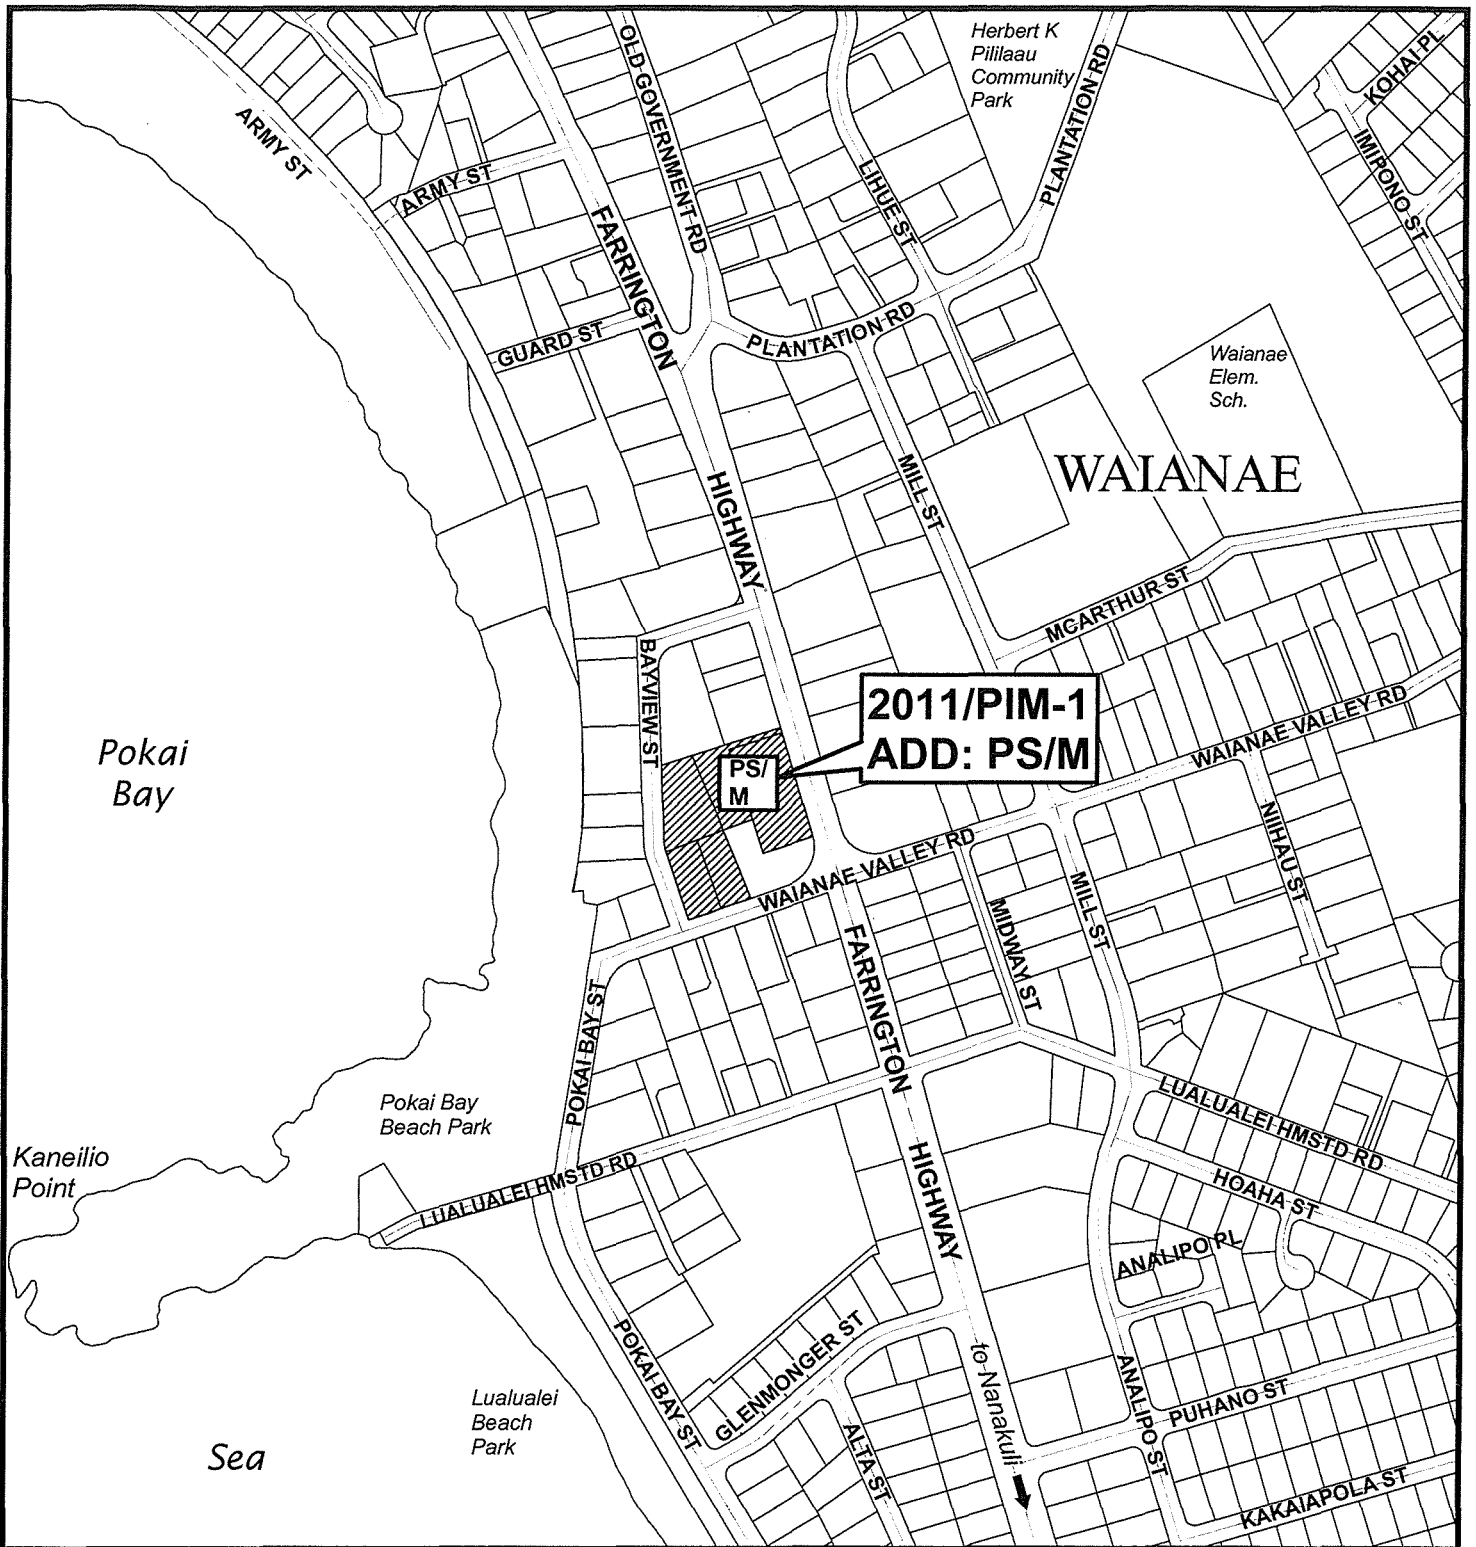 Herbert K
Pililaau
Community
Park
OLD GOVERNMENT RD
PLANTATION RD
KOHAI PL
IMIPONO ST
ARMY ST
ARMY ST
LIHUE ST
FARRINGTON
GUARD ST
PLANTATION RD
Waianae
Elem.
Sch.
WAIANAE
HIGHWAY
MILL ST
MCARTHUR ST
BAYVIEW ST
2011/PIM-1
ADD: PS/M
PS/
M
WAIANAE VALLEY RD
Pokai
Bay
NIIHAU ST
WAIANAE VALLEY RD
MILL ST
MIDWAY ST
FARRINGTON
POKAI BAY ST
Pokai Bay
Beach Park
LUALUALEI HMSTD RD
Kaneilio
Point
LUALUALEI HMSTD RD
HOAHA ST
HIGHWAY
ANALIPO PL
POKAI BAY ST
GLENMONGER ST
to Nanakuli
ANALIPO ST
PUHANO ST
Lualualei
Beach
Park
ALTA ST
Sea
KAKAIAPOLA ST